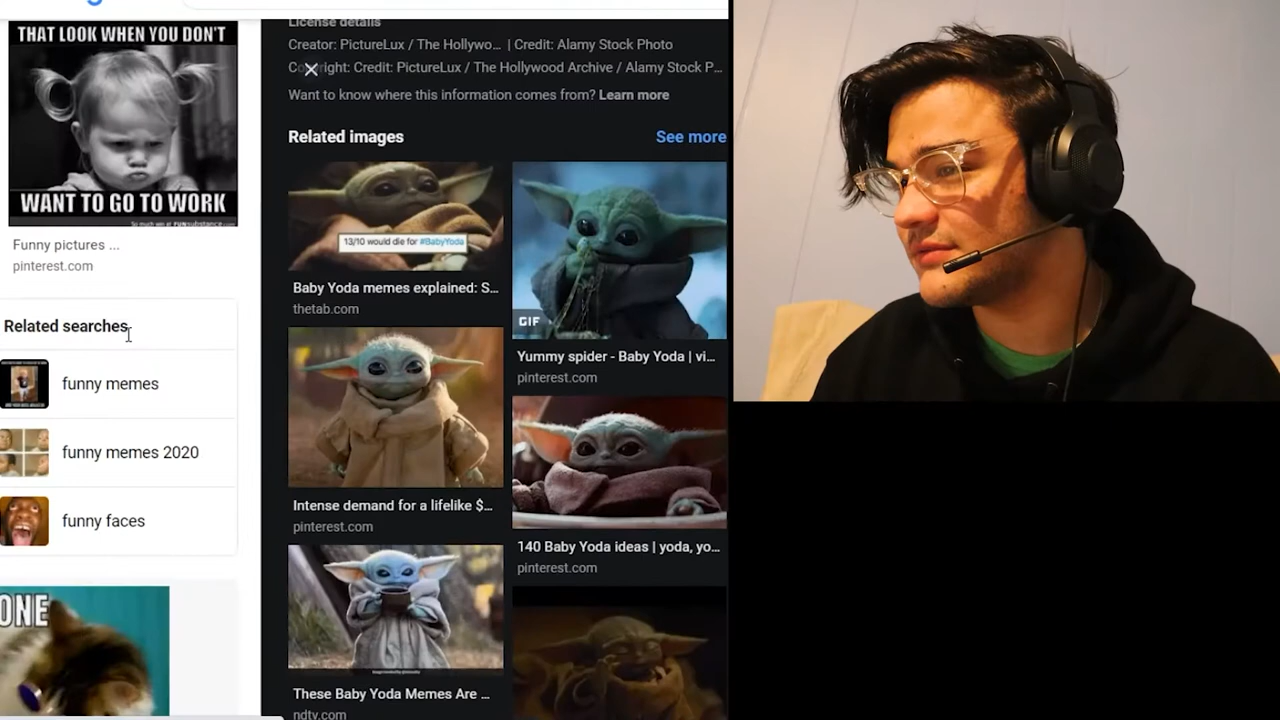 THAT LOOK WHEN YOU DON'T
WANT TO GO TO WORK
Funny pictures ...
pinterest.com
Related searches
funny memes
funny memes 2020
funny faces
ONE
License details
Creator: PictureLux / The Hollywo... | Credit: Alamy Stock Photo
Copyright: Credit: PictureLux / The Hollywood Archive / Alamy Stock P...
Want to know where this information comes from? Learn more
Related images
See more
13/10 would die for #BabyYoda
Baby Yoda memes explained: S...
thetab.com
GIF
Yummy spider - Baby Yoda | vi...
pinterest.com
Intense demand for a lifelike $...
pinterest.com
140 Baby Yoda ideas | yoda, yo...
pinterest.com
These Baby Yoda Memes Are ...
ndtv.com